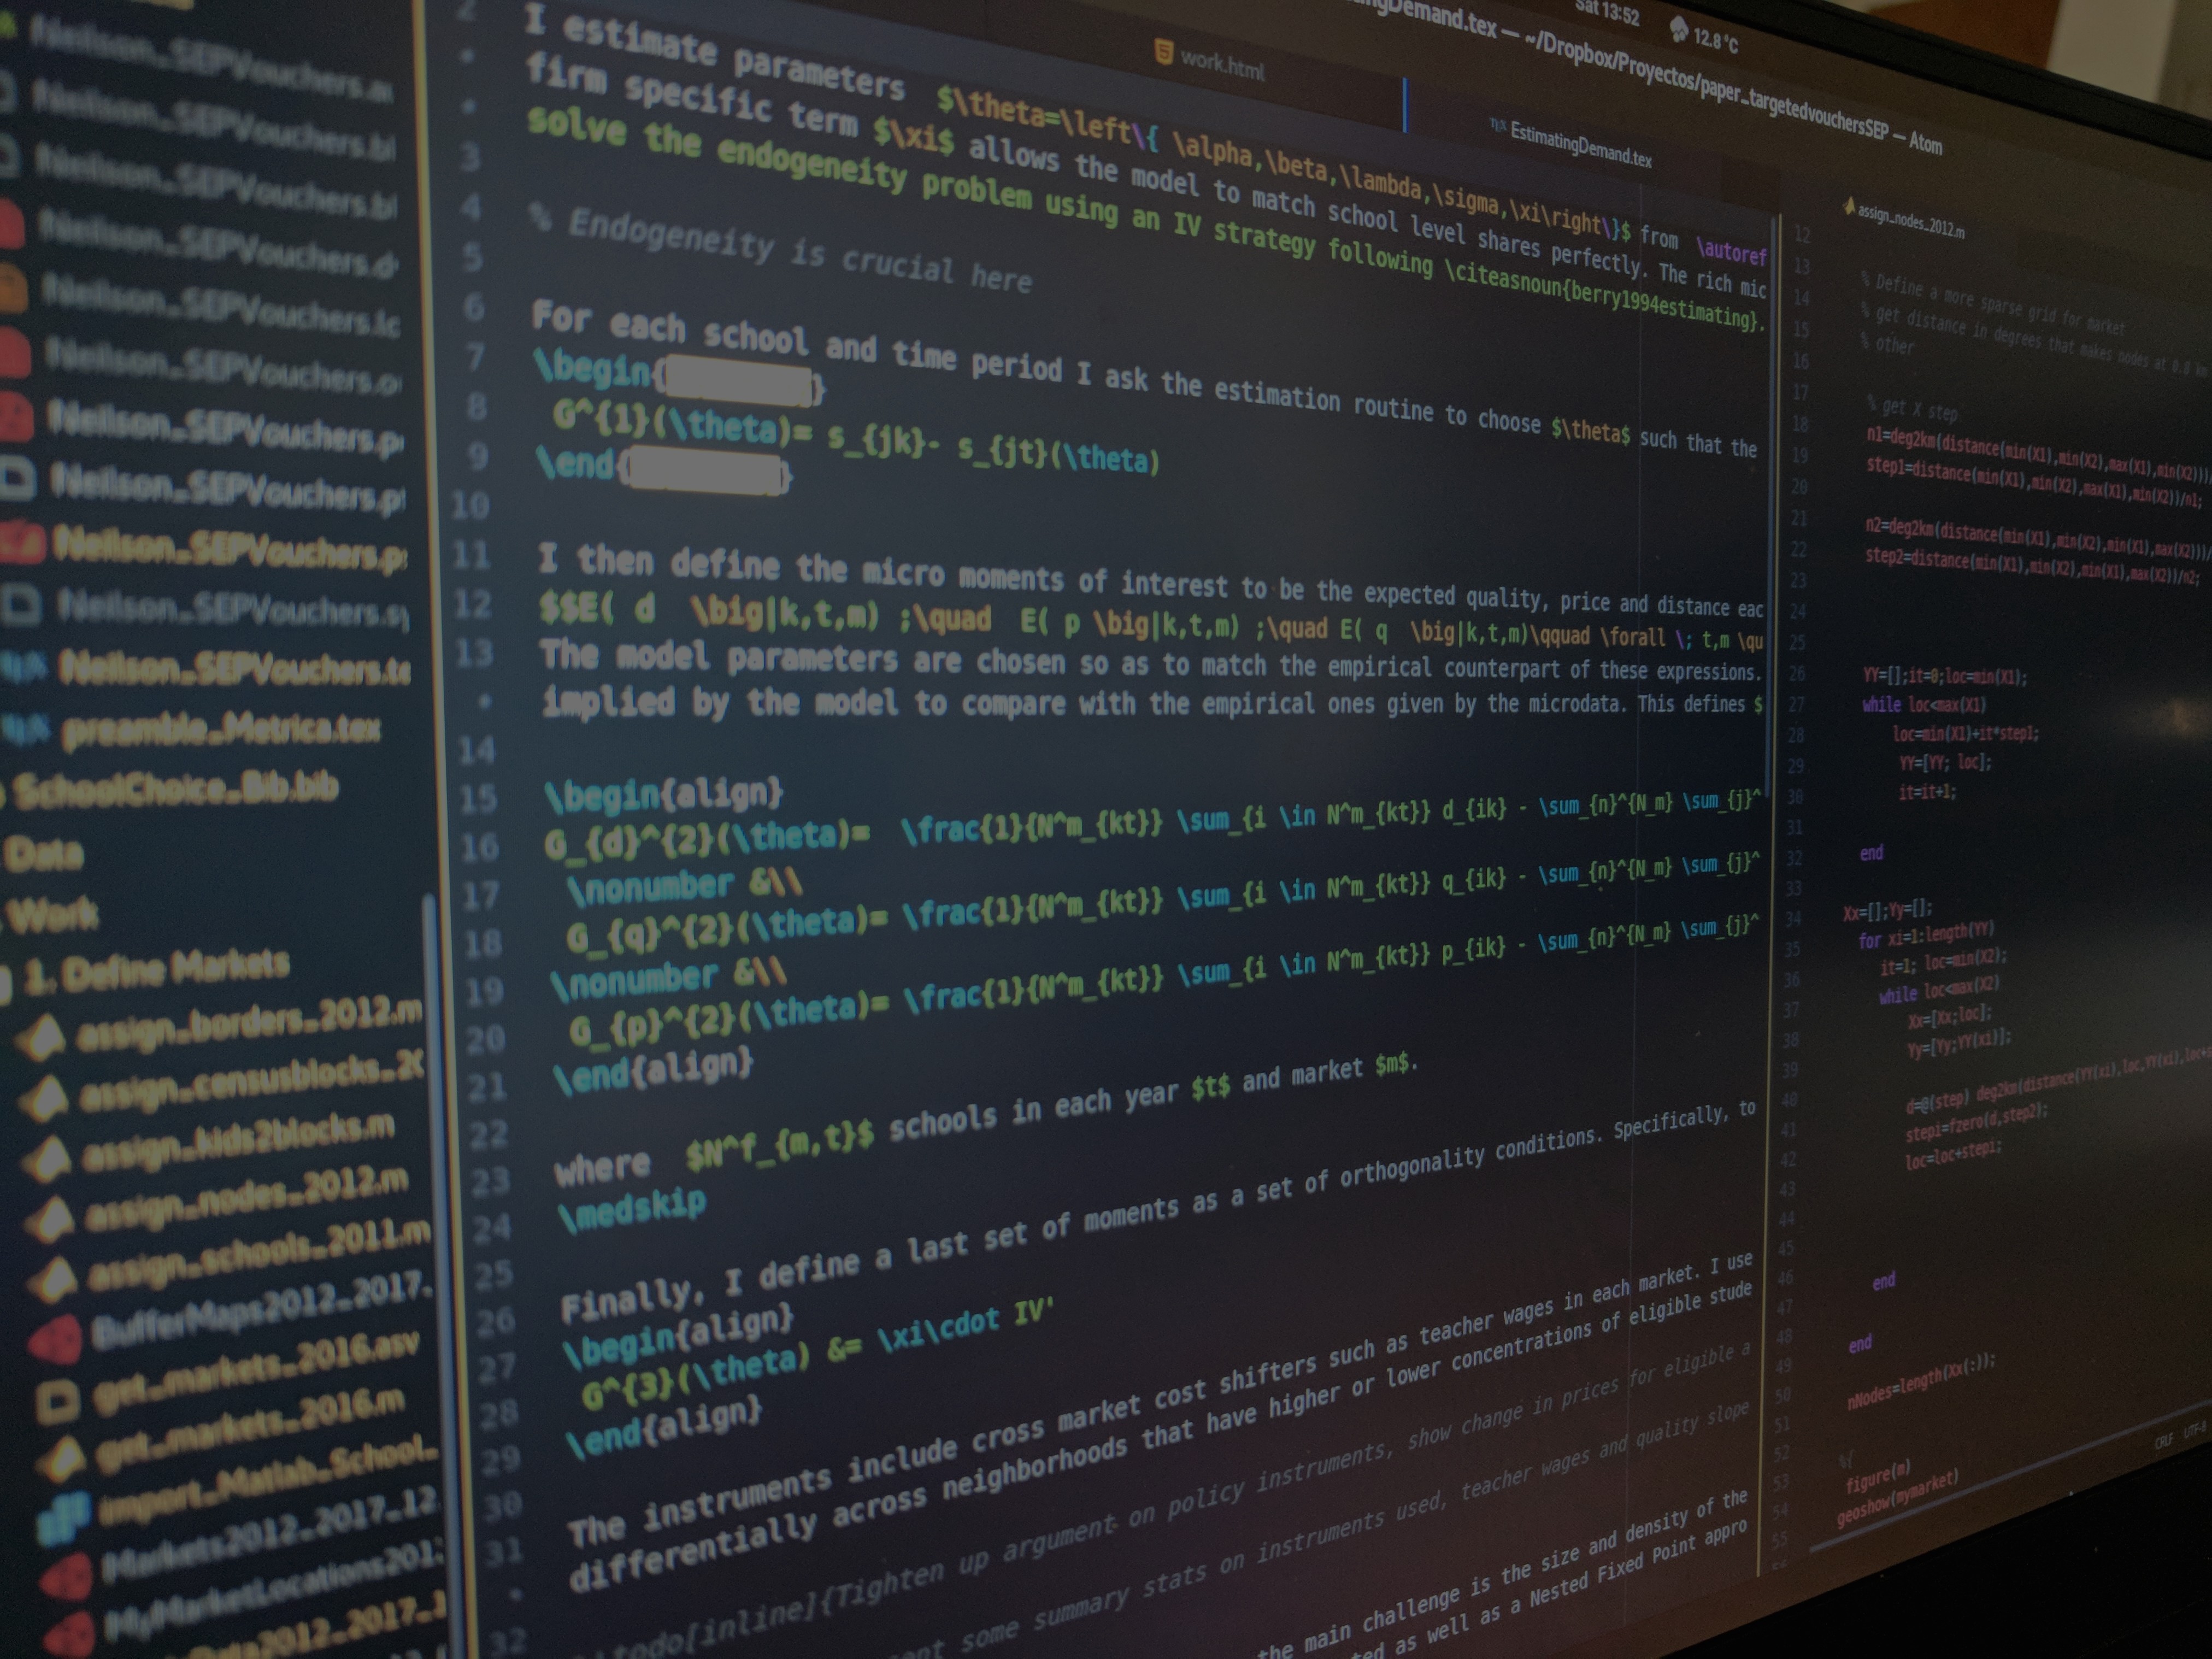 Sat 13:52 12.8 °C
ngDemand.tex — ~/Dropbox/Proyectos/paper_targetedvouchersSEP — Atom
work.html
EstimatingDemand.tex
assign_nodes_2012.m
Neilson_SEPVouchers.
Neilson_SEPVouchers.bl
Neilson_SEPVouchers.bl
Neilson_SEPVouchers.d
Neilson_SEPVouchers.lc
Neilson_SEPVouchers.o
Neilson_SEPVouchers.p
Neilson_SEPVouchers.p
Neilson_SEPVouchers.p
Neilson_SEPVouchers.s
Neilson_SEPVouchers.te
preamble_Metrica.tex
SchoolChoice_Bib.bib
Data
Work
1. Define Markets
assign_borders_2012.m
assign_censusblocks_20
assign_kids2blocks.m
assign_nodes_2012.m
assign_schools_2011.m
BufferMaps2012_2017.
get_markets_2016.asv
get_markets_2016.m
import_Matlab_School_
Markets2012_2017_12
MyMarketLocations201
Data2012_2017_1
2 I estimate parameters $\theta=\left\{ \alpha,\beta,\lambda,\sigma,\xi\right\}$ from \autoref
firm specific term $\xi$ allows the model to match school level shares perfectly. The rich mic
solve the endogeneity problem using an IV strategy following \citeasnoun{berry1994estimating}.
3
4 % Endogeneity is crucial here
5
6 For each school and time period I ask the estimation routine to choose $\theta$ such that the
7 \begin{ }
8 G^{1}(\theta)= s_{jk}- s_{jt}(\theta)
9 \end{ }
10
11 I then define the micro moments of interest to be the expected quality, price and distance eac
12 $$E( d \big|k,t,m) ;\quad E( p \big|k,t,m) ;\quad E( q \big|k,t,m)\qquad \forall \; t,m \qu
13 The model parameters are chosen so as to match the empirical counterpart of these expressions.
implied by the model to compare with the empirical ones given by the microdata. This defines $
14
15 \begin{align}
16 G_{d}^{2}(\theta)= \frac{1}{N^m_{kt}} \sum_{i \in N^m_{kt}} d_{ik} - \sum_{n}^{N_m} \sum_{j}^
17 \nonumber &\\
18 G_{q}^{2}(\theta)= \frac{1}{N^m_{kt}} \sum_{i \in N^m_{kt}} q_{ik} - \sum_{n}^{N_m} \sum_{j}^
19 \nonumber &\\
20 G_{p}^{2}(\theta)= \frac{1}{N^m_{kt}} \sum_{i \in N^m_{kt}} p_{ik} - \sum_{n}^{N_m} \sum_{j}^
21 \end{align}
22
23 where $N^f_{m,t}$ schools in each year $t$ and market $m$.
24 \medskip
25
26 Finally, I define a last set of moments as a set of orthogonality conditions. Specifically, to
27 \begin{align}
28 G^{3}(\theta) &= \xi\cdot IV'
29 \end{align}
30
31 The instruments include cross market cost shifters such as teacher wages in each market. I use
differentially across neighborhoods that have higher or lower concentrations of eligible stude
32 \todo[inline]{Tighten up argument on policy instruments, show change in prices for eligible a
some summary stats on instruments used, teacher wages and quality slope
the main challenge is the size and density of the
as well as a Nested Fixed Point appro
12
13 % Define a more sparse grid for market
14 % get distance in degrees that makes nodes at 0.8 km
15 % other
16
17 % get X step
18 n1=deg2km(distance(min(X1),min(X2),max(X1),min(X2)))/
19 step1=distance(min(X1),min(X2),max(X1),min(X2))/n1;
20
21 n2=deg2km(distance(min(X1),min(X2),min(X1),max(X2)))/
22 step2=distance(min(X1),min(X2),min(X1),max(X2))/n2;
23
24
25
26 YY=[];it=0;loc=min(X1);
27 while loc<max(X1)
28 loc=min(X1)+it*step1;
29 YY=[YY; loc];
30 it=it+1;
31
32 end
33
34 Xx=[];Yy=[];
35 for xi=1:length(YY)
36 it=1; loc=min(X2);
37 while loc<max(X2)
38 Xx=[Xx;loc];
39 Yy=[Yy;YY(xi)];
40
41 d=@(step) deg2km(distance(YY(xi),loc,YY(xi),loc+s
42 stepi=fzero(d,step2);
43 loc=loc+stepi;
44
45
46
47 end
48
49 end
50
51 nNodes=length(Xx(:));
52
53 %{
54 figure(m)
55 geoshow(mymarket)
CRLF UTF-8